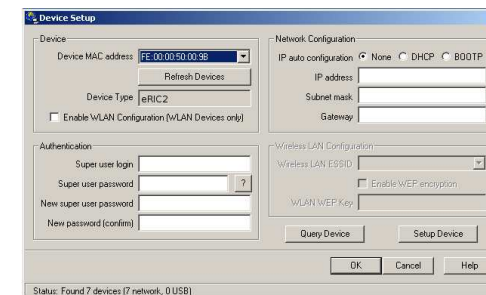 Device Setup
Device
Device MAC address FE:00:00:50:00:9B
Refresh Devices
Device Type eRIC2
Enable WLAN Configuration (WLAN Devices only)
Authentication
Super user login
Super user password ?
New super user password
New password (confirm)
Network Configuration
IP auto configuration None DHCP BOOTP
IP address
Subnet mask
Gateway
Wireless LAN Configuration
Wireless LAN ESSID
Enable WEP encryption
WLAN WEP Key
Query Device Setup Device
OK Cancel Help
Status: Found 7 devices (7 network, 0 USB)